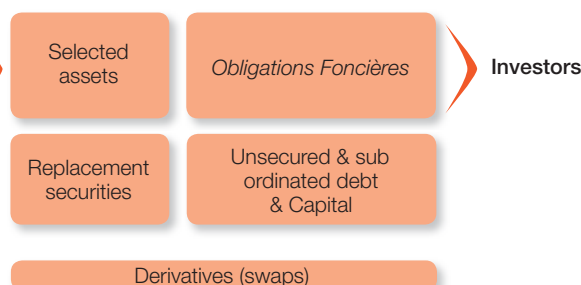 Selected
assets
Obligations Foncières
Investors
Replacement
securities
Unsecured & sub
ordinated debt
& Capital
Derivatives (swaps)